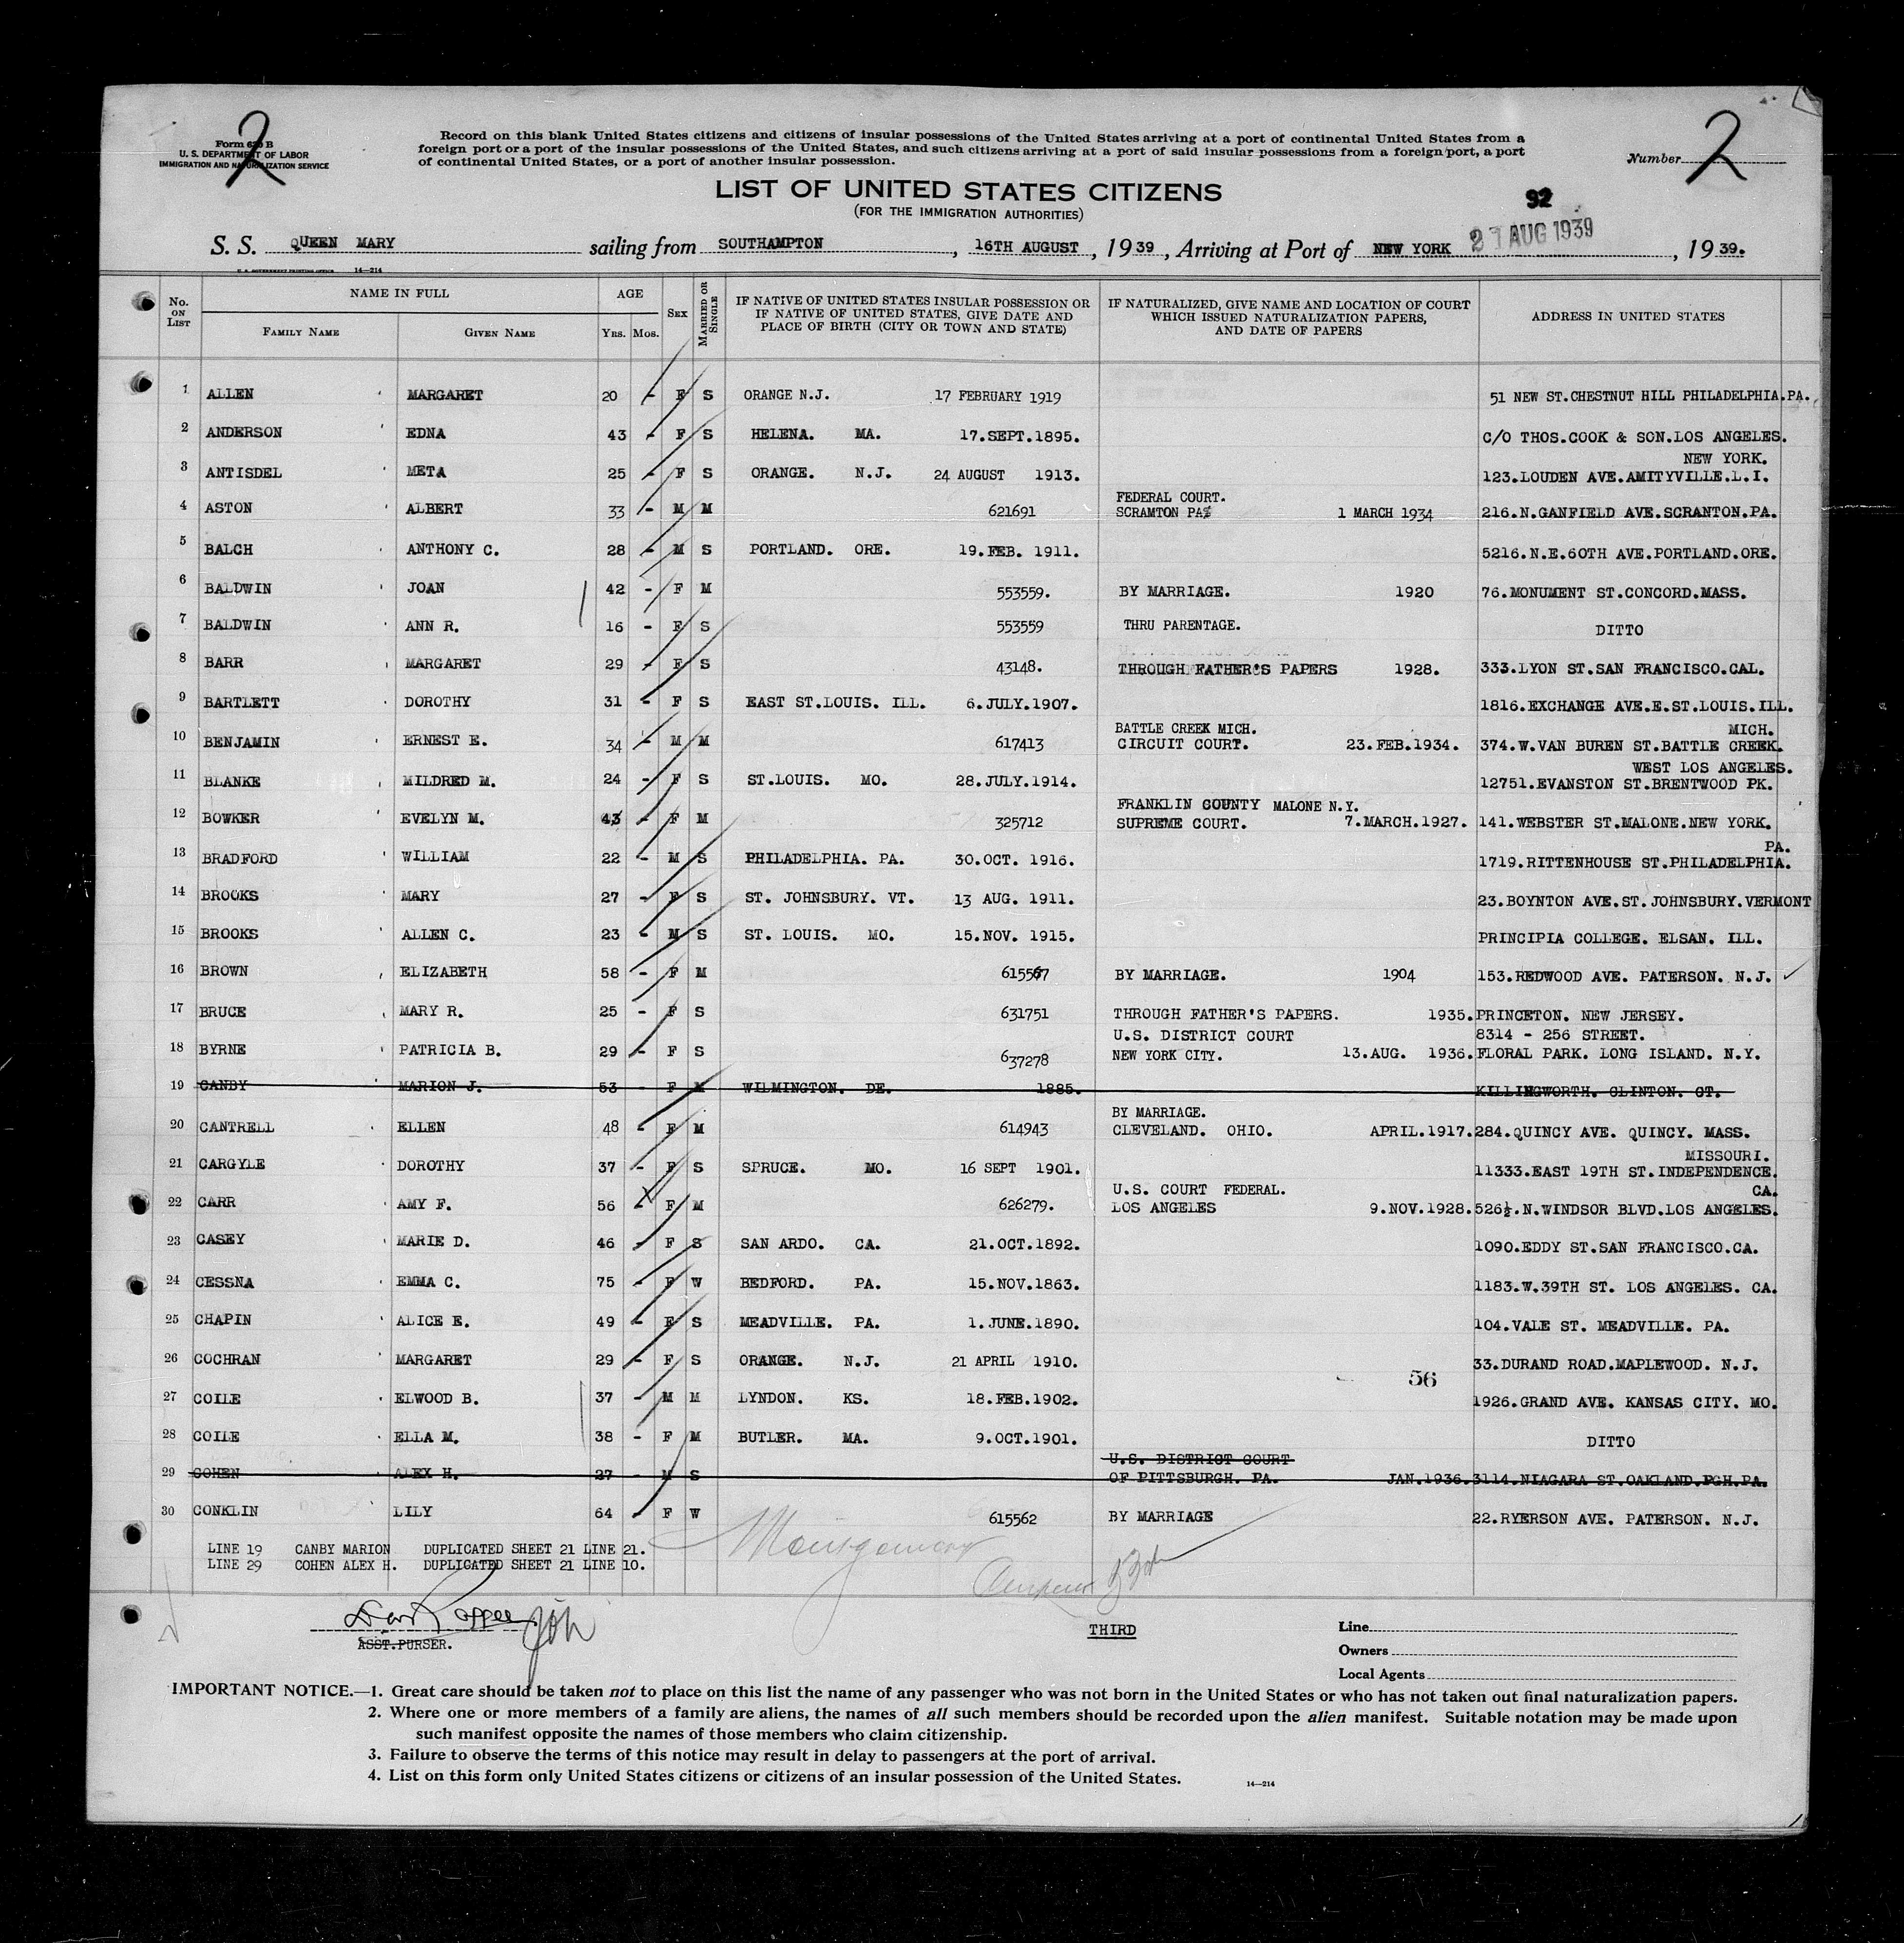 2
Form 630 B
U. S. DEPARTMENT OF LABOR
IMMIGRATION AND NATURALIZATION SERVICE
Record on this blank United States citizens and citizens of insular possessions of the United States arriving at a port of continental United States from a
foreign port or a port of the insular possessions of the United States, and such citizens arriving at a port of said insular possessions from a foreign port, a port
of continental United States, or a port of another insular possession.
Number 2
LIST OF UNITED STATES CITIZENS
(FOR THE IMMIGRATION AUTHORITIES)
92
S. S. QUEEN MARY sailing from SOUTHAMPTON, 16TH AUGUST, 1939, Arriving at Port of NEW YORK 21 AUG 1939, 1939.
U. S. GOVERNMENT PRINTING OFFICE 14—214
No. ON LIST
NAME IN FULL
FAMILY NAME
GIVEN NAME
AGE
YRS. MOS.
SEX
MARRIED OR SINGLE
IF NATIVE OF UNITED STATES INSULAR POSSESSION OR
IF NATIVE OF UNITED STATES, GIVE DATE AND
PLACE OF BIRTH (CITY OR TOWN AND STATE)
IF NATURALIZED, GIVE NAME AND LOCATION OF COURT
WHICH ISSUED NATURALIZATION PAPERS,
AND DATE OF PAPERS
ADDRESS IN UNITED STATES
1 ALLEN MARGARET 20 - F S ORANGE N.J. 17 FEBRUARY 1919 51 NEW ST.CHESTNUT HILL PHILADELPHIA.PA.
2 ANDERSON EDNA 43 - F S HELENA. MA. 17.SEPT.1895. C/O THOS.COOK & SON.LOS ANGELES.
NEW YORK.
3 ANTISDEL META 25 - F S ORANGE. N.J. 24 AUGUST 1913. 123.LOUDEN AVE.AMITYVILLE.L.I.
FEDERAL COURT.
4 ASTON ALBERT 33 - M M 621691 SCRAMTON PA 1 MARCH 1934 216.N.GANFIELD AVE.SCRANTON.PA.
5 BALCH ANTHONY C. 28 - M S PORTLAND. ORE. 19.FEB. 1911. 5216.N.E.60TH AVE.PORTLAND.ORE.
6 BALDWIN JOAN 42 - F M 553559. BY MARRIAGE. 1920 76.MONUMENT ST.CONCORD.MASS.
7 BALDWIN ANN R. 16 - F S 553559 THRU PARENTAGE. DITTO
8 BARR MARGARET 29 - F S 43148. THROUGH FATHER'S PAPERS 1928. 333.LYON ST.SAN FRANCISCO.CAL.
9 BARTLETT DOROTHY 31 - F S EAST ST.LOUIS. ILL. 6.JULY.1907. 1816.EXCHANGE AVE.E.ST.LOUIS.ILL.
BATTLE CREEK MICH. MICH.
10 BENJAMIN ERNEST E. 34 - M M 617413 CIRCUIT COURT. 23.FEB.1934. 374.W.VAN BUREN ST.BATTLE CREEK.
WEST LOS ANGELES.
11 BLANKE MILDRED M. 24 - F S ST.LOUIS. MO. 28.JULY.1914. 12751.EVANSTON ST.BRENTWOOD PK.
FRANKLIN COUNTY MALONE N.Y.
12 BOWKER EVELYN M. 43 - F M 325712 SUPREME COURT. 7.MARCH.1927. 141.WEBSTER ST.MALONE.NEW YORK.
PA.
13 BRADFORD WILLIAM 22 - M S PHILADELPHIA. PA. 30.OCT. 1916. 1719.RITTENHOUSE ST.PHILADELPHIA.
14 BROOKS MARY 27 - F S ST. JOHNSBURY. VT. 13 AUG. 1911. 23.BOYNTON AVE.ST.JOHNSBURY.VERMONT
15 BROOKS ALLEN C. 23 - M S ST. LOUIS. MO. 15.NOV. 1915. PRINCIPIA COLLEGE. ELSAN. ILL.
16 BROWN ELIZABETH 58 - F M 615567 BY MARRIAGE. 1904 153.REDWOOD AVE. PATERSON. N.J.
17 BRUCE MARY R. 25 - F S 631751 THROUGH FATHER'S PAPERS. 1935. PRINCETON. NEW JERSEY.
U.S. DISTRICT COURT 8314 - 256 STREET.
18 BYRNE PATRICIA B. 29 - F S 637278 NEW YORK CITY. 13.AUG. 1936. FLORAL PARK. LONG ISLAND. N.Y.
19 CANBY MARION J. 53 - F M WILMINGTON. DE. 1885. KILLINGWORTH. CLINTON. CT.
BY MARRIAGE.
20 CANTRELL ELLEN 48 - F M 614943 CLEVELAND. OHIO. APRIL.1917. 284.QUINCY AVE. QUINCY. MASS.
MISSOURI.
21 CARGYLE DOROTHY 37 - F S SPRUCE. MO. 16 SEPT 1901. 11333.EAST 19TH ST.INDEPENDENCE.
U.S. COURT FEDERAL. CA.
22 CARR AMY F. 56 - F M 626279. LOS ANGELES 9.NOV.1928. 526½.N.WINDSOR BLVD.LOS ANGELES.
23 CASEY MARIE D. 46 - F S SAN ARDO. CA. 21.OCT.1892. 1090.EDDY ST.SAN FRANCISCO.CA.
24 CESSNA EMMA C. 75 - F W BEDFORD. PA. 15.NOV.1863. 1183.W.39TH ST. LOS ANGELES. CA.
25 CHAPIN ALICE E. 49 - F S MEADVILLE. PA. 1.JUNE.1890. 104.VALE ST. MEADVILLE. PA.
26 COCHRAN MARGARET 29 - F S ORANGE. N.J. 21 APRIL 1910. 33.DURAND ROAD.MAPLEWOOD. N.J.
56
27 COILE ELWOOD B. 37 - M M LYNDON. KS. 18.FEB.1902. 1926.GRAND AVE. KANSAS CITY. MO.
28 COILE ELLA M. 38 - F M BUTLER. MA. 9.OCT.1901. DITTO
U.S. DISTRICT COURT
29 COHEN ALEX H. 27 - M S OF PITTSBURGH. PA. JAN.1936. 3114.NIAGARA ST.OAKLAND.PGH.PA.
30 CONKLIN LILY 64 - F W 615562 BY MARRIAGE 22.RYERSON AVE. PATERSON. N.J.
LINE 19 CANBY MARION DUPLICATED SHEET 21 LINE 21.
LINE 29 COHEN ALEX H. DUPLICATED SHEET 21 LINE 10.
Montgomery
ASST.PURSER.
THIRD
Line
Owners
Local Agents
IMPORTANT NOTICE.—1. Great care should be taken not to place on this list the name of any passenger who was not born in the United States or who has not taken out final naturalization papers.
2. Where one or more members of a family are aliens, the names of all such members should be recorded upon the alien manifest. Suitable notation may be made upon
such manifest opposite the names of those members who claim citizenship.
3. Failure to observe the terms of this notice may result in delay to passengers at the port of arrival.
4. List on this form only United States citizens or citizens of an insular possession of the United States.
14—214